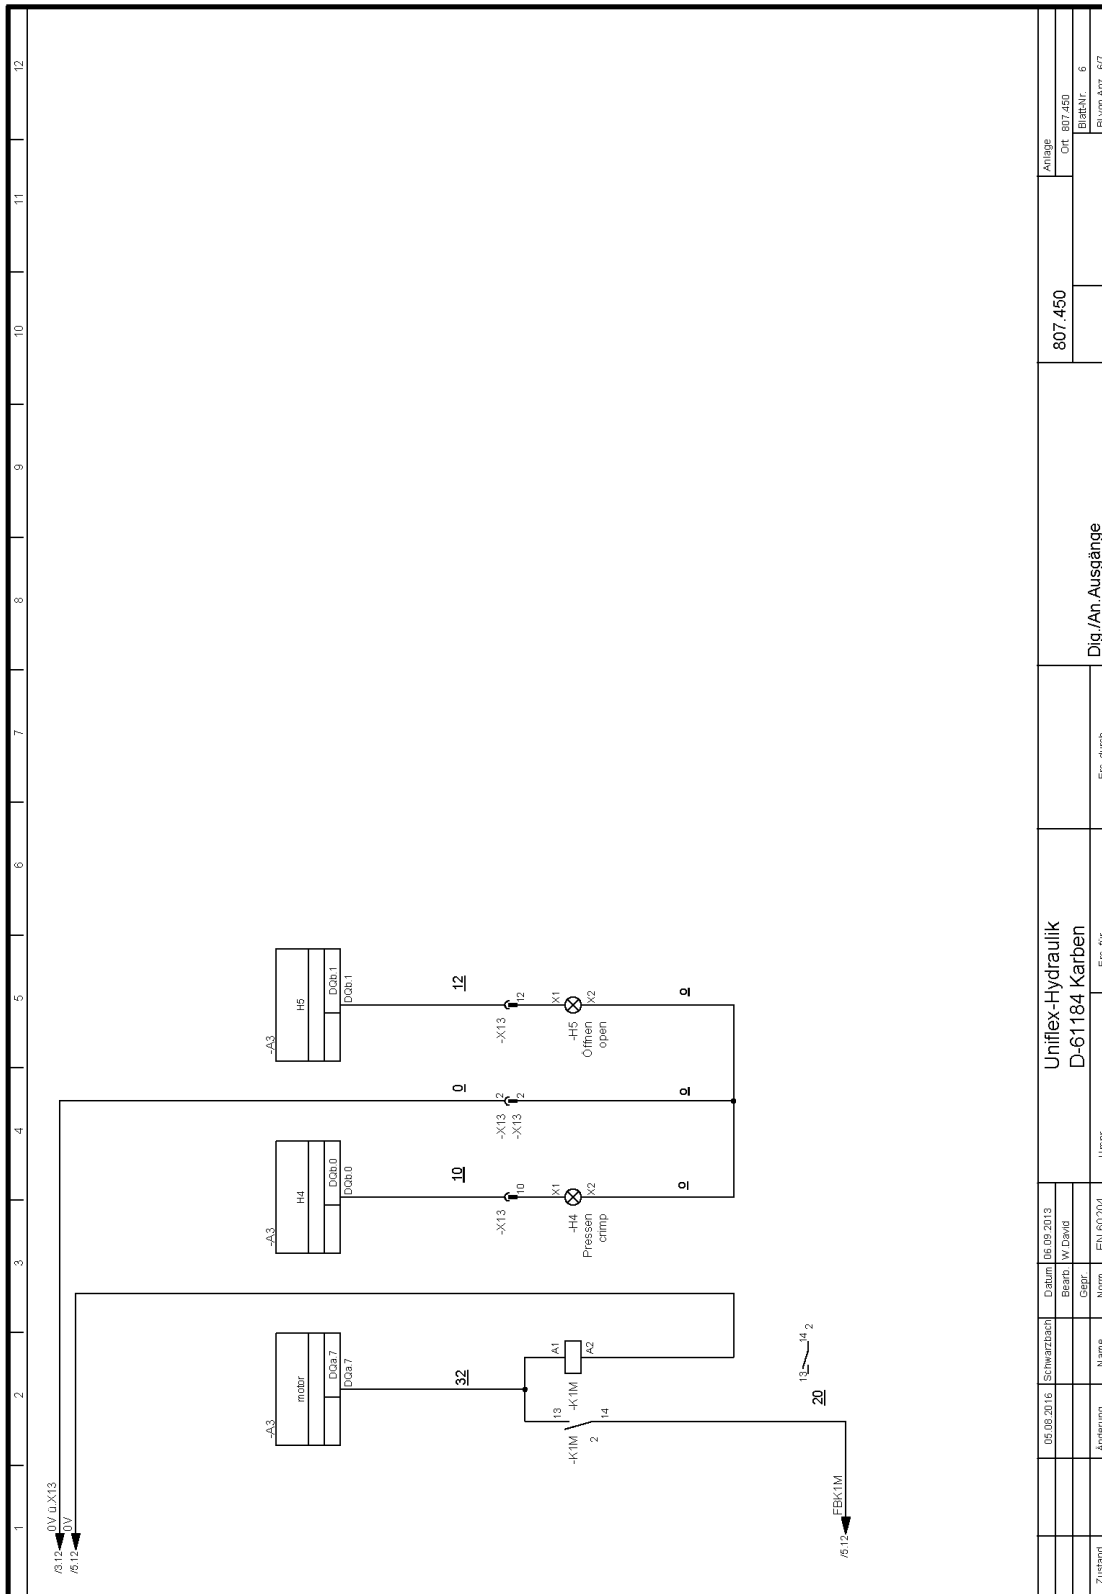 1
2
3
4
5
6
7
8
9
10
11
12
/3.12
0V ü.X13
/5.12
0V
-A3
motor
DQa.7
DQa.7
32
-K1M
13
14
2
-K1M
A1
A2
13
14
2
20
/5.12
FBK1M
-A3
H4
DQb.0
DQb.0
10
-X13
10
-H4
Pressen
crimp
X1
X2
0
0
-X13
2
-X13
2
0
-A3
H5
DQb.1
DQb.1
12
-X13
12
-H5
Öffnen
open
X1
X2
0
05.08.2016
Schwarzbach
Datum
06.09.2013
Bearb.
W.David
Gepr.
Zustand
Änderung
Name
Norm
EN 60204
Uniflex-Hydraulik
D-61184 Karben
Dig./An.Ausgänge
807.450
Anlage
Ort
807.450
Blatt-Nr.
6